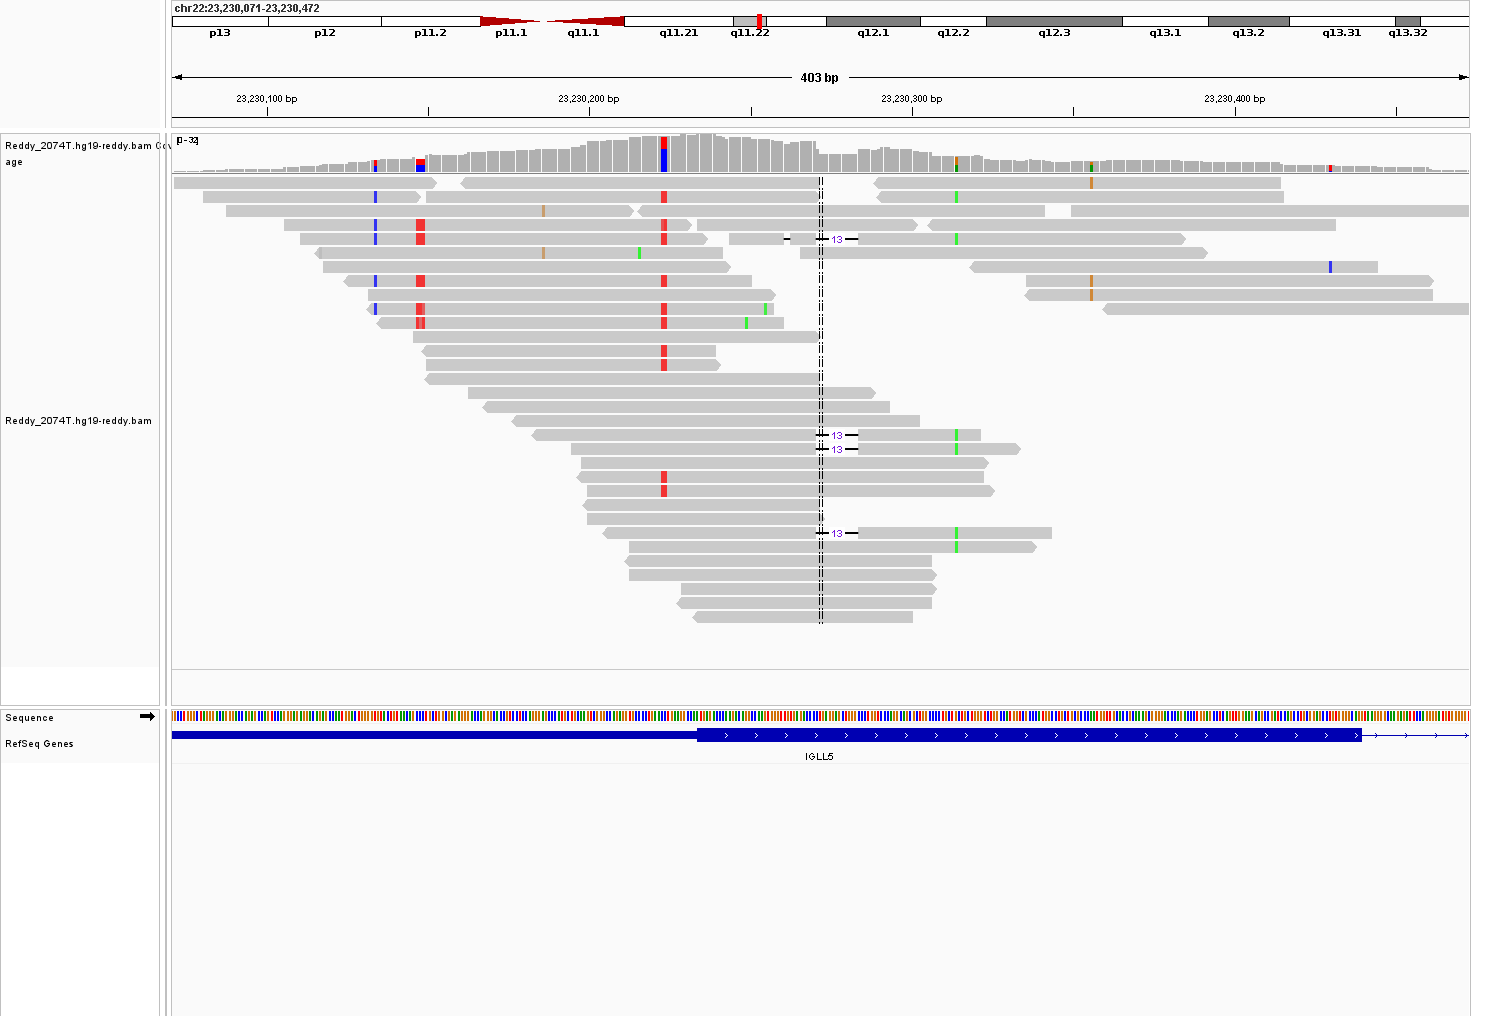 chr22:23,230,071-23,230,472
p13 p12 p11.2 p11.1 q11.1 q11.21 q11.22 q12.1 q12.2 q12.3 q13.1 q13.2 q13.31 q13.32
403 bp
23,230,100 bp 23,230,200 bp 23,230,300 bp 23,230,400 bp
Reddy_2074T.hg19-reddy.bam Cov
age
[0-32]
13
Reddy_2074T.hg19-reddy.bam
13
13
13
Sequence
RefSeq Genes
IGLL5